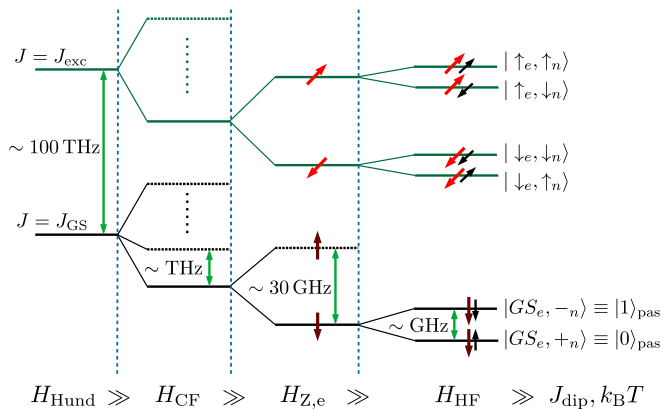 J = J_exc
| ↑_e, ↑_n⟩
| ↑_e, ↓_n⟩
∼ 100 THz
| ↓_e, ↓_n⟩
| ↓_e, ↑_n⟩
J = J_GS
∼ THz
∼ 30 GHz
|GS_e, −_n⟩ ≡ |1⟩_pas
∼ GHz
|GS_e, +_n⟩ ≡ |0⟩_pas
H_Hund ≫ H_CF ≫ H_Z,e ≫ H_HF ≫ J_dip, k_BT